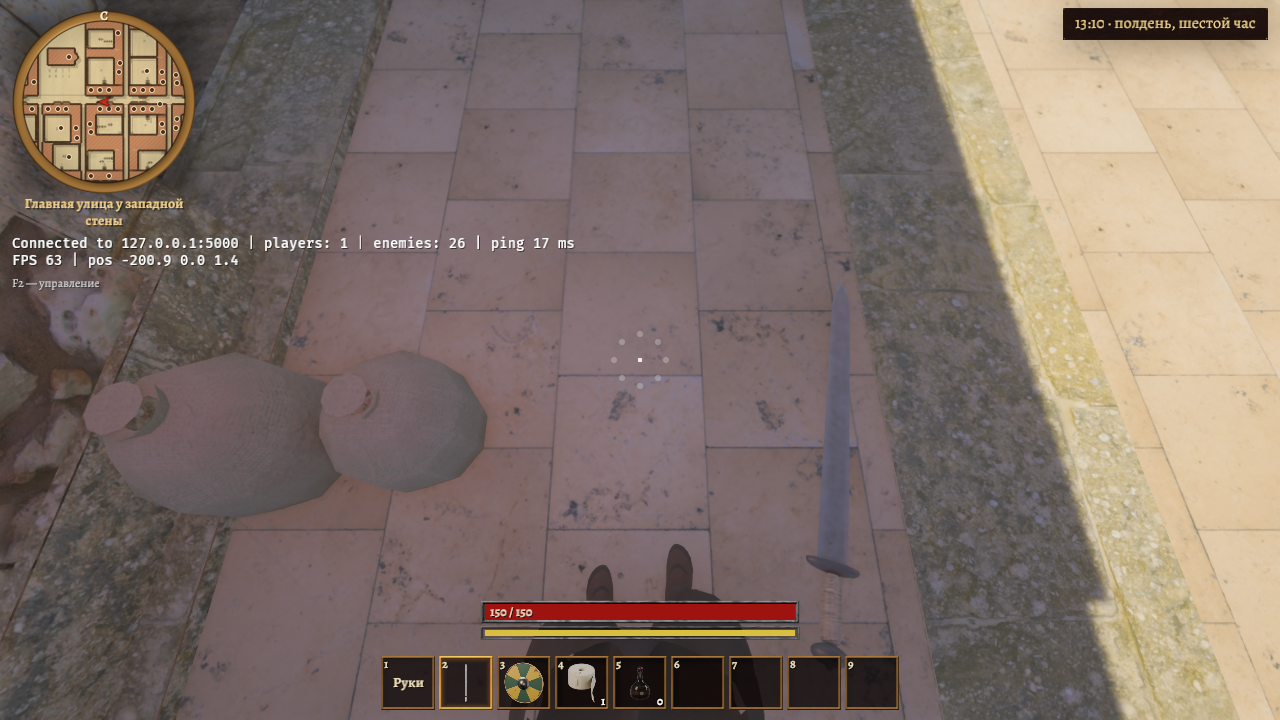 С
13:10 · полдень, шестой час
Главная улица у западной
стены
Connected to 127.0.0.1:5000 | players: 1 | enemies: 26 | ping 17 ms
FPS 63 | pos -200.9 0.0 1.4
F2 — управление
150 / 150
1 2 3 4 5 6 7 8 9
Руки
1 0